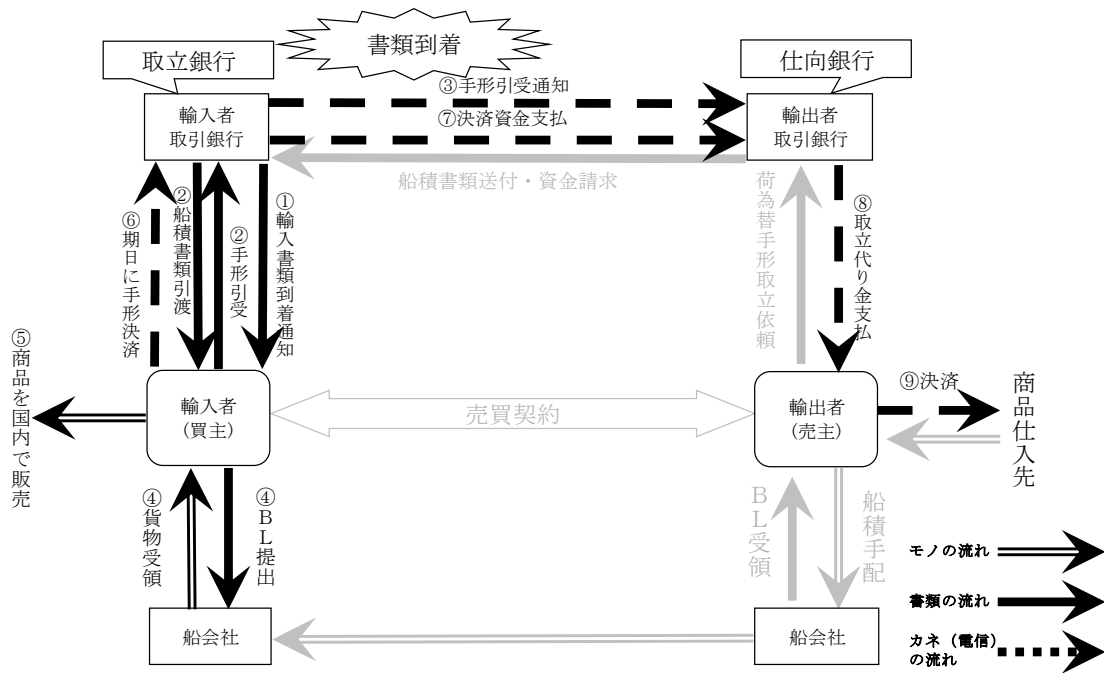 書類到着
取立銀行
仕向銀行
③手形引受通知
輸入者
取引銀行
⑦決済資金支払
輸出者
取引銀行
船積書類送付・資金請求
⑥期日に手形決済
②船積書類引渡
②手形引受
①輸入書類到着通知
荷為替手形取立依頼
⑧取立代り金支払
⑤商品を国内で販売
輸入者
(買主)
売買契約
輸出者
(売主)
⑨決済
商品仕入先
④貨物受領
④BL提出
BL受領
船積手配
船会社
船会社
モノの流れ
書類の流れ
カネ（電信）
の流れ